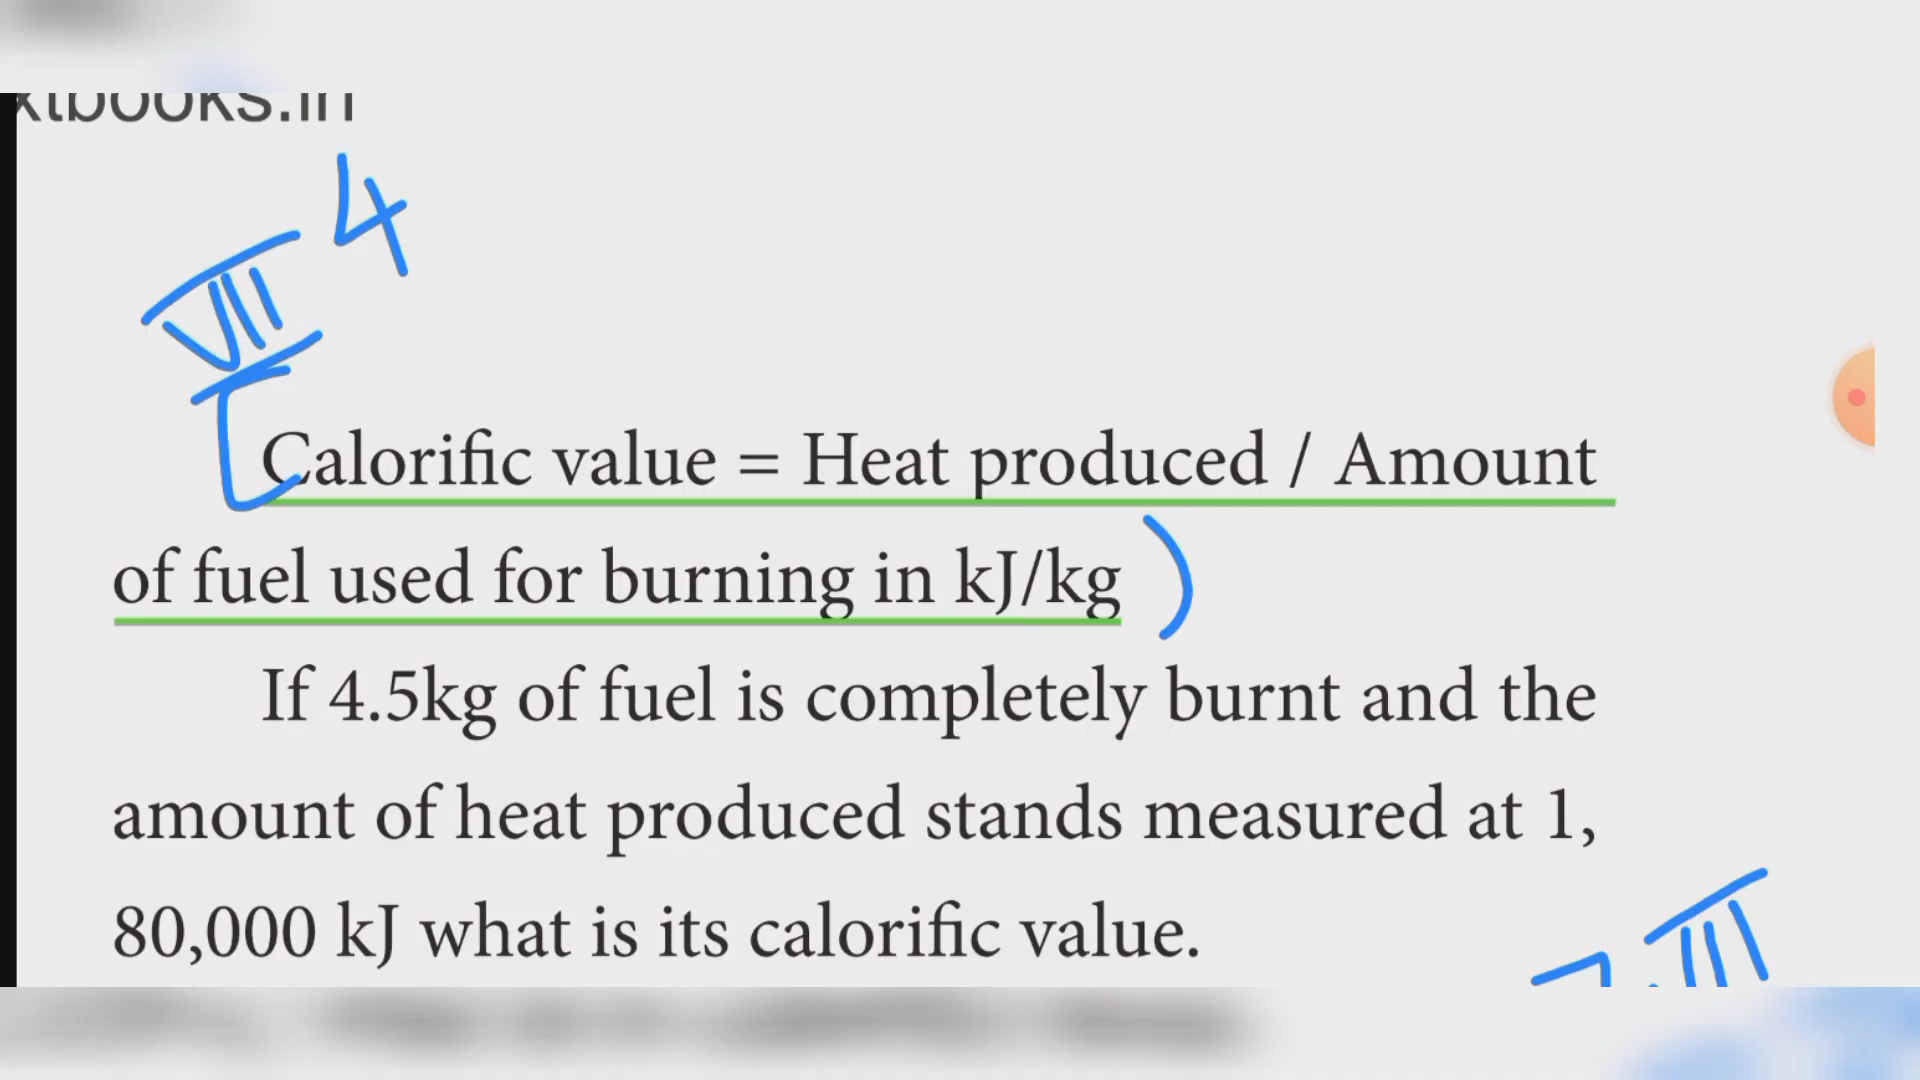 xtbooks.in
4
VII
Calorific value = Heat produced / Amount
of fuel used for burning in kJ/kg
If 4.5kg of fuel is completely burnt and the
amount of heat produced stands measured at 1,
80,000 kJ what is its calorific value.